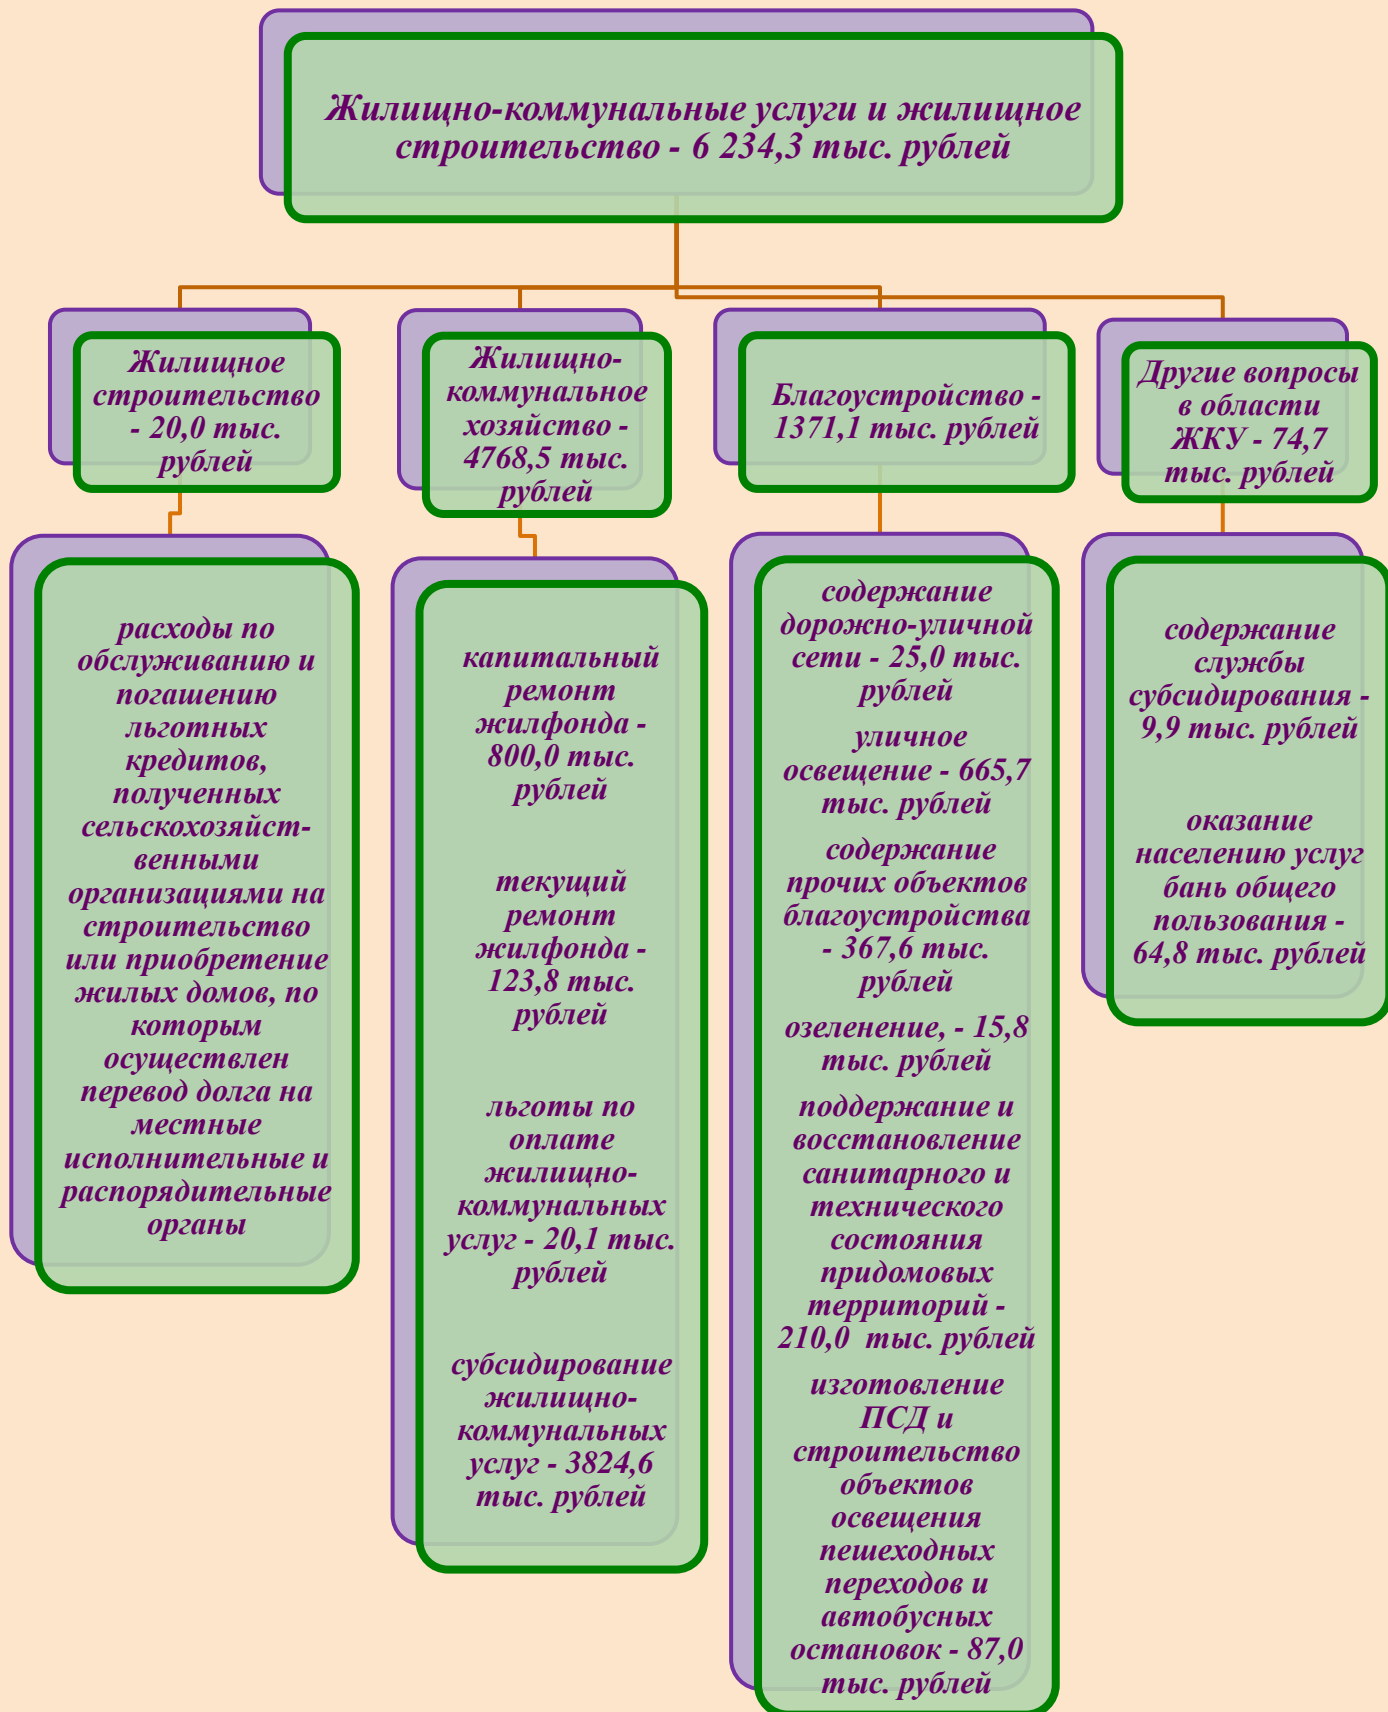 Жилищно-коммунальные услуги и жилищное
строительство - 6 234,3 тыс. рублей
Жилищное
строительство
- 20,0 тыс.
рублей
расходы по
обслуживанию и
погашению
льготных
кредитов,
полученных
сельскохозяйст-
венными
организациями на
строительство
или приобретение
жилых домов, по
которым
осуществлен
перевод долга на
местные
исполнительные и
распорядительные
органы
Жилищно-
коммунальное
хозяйство -
4768,5 тыс.
рублей
капитальный
ремонт
жилфонда -
800,0 тыс.
рублей
текущий
ремонт
жилфонда -
123,8 тыс.
рублей
льготы по
оплате
жилищно-
коммунальных
услуг - 20,1 тыс.
рублей
субсидирование
жилищно-
коммунальных
услуг - 3824,6
тыс. рублей
Благоустройство -
1371,1 тыс. рублей
содержание
дорожно-уличной
сети - 25,0 тыс.
рублей
уличное
освещение - 665,7
тыс. рублей
содержание
прочих объектов
благоустройства
- 367,6 тыс.
рублей
озеленение, - 15,8
тыс. рублей
поддержание и
восстановление
санитарного и
технического
состояния
придомовых
территорий -
210,0  тыс. рублей
изготовление
ПСД и
строительство
объектов
освещения
пешеходных
переходов и
автобусных
остановок - 87,0
тыс. рублей
Другие вопросы
в области
ЖКУ - 74,7
тыс. рублей
содержание
службы
субсидирования -
9,9 тыс. рублей
оказание
населению услуг
бань общего
пользования -
64,8 тыс. рублей